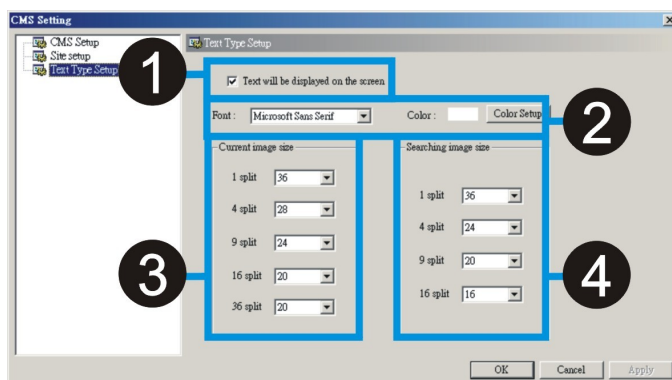 CMS Setting
CMS Setup
Site setup
Text Type Setup
Text Type Setup
1
Text will be displayed on the screen
Font : Microsoft Sans Serif Color : Color Setup
2
Current image size
1 split 36
4 split 28
9 split 24
16 split 20
36 split 20
3
Searching image size
1 split 36
4 split 24
9 split 20
16 split 16
4
OK Cancel Apply